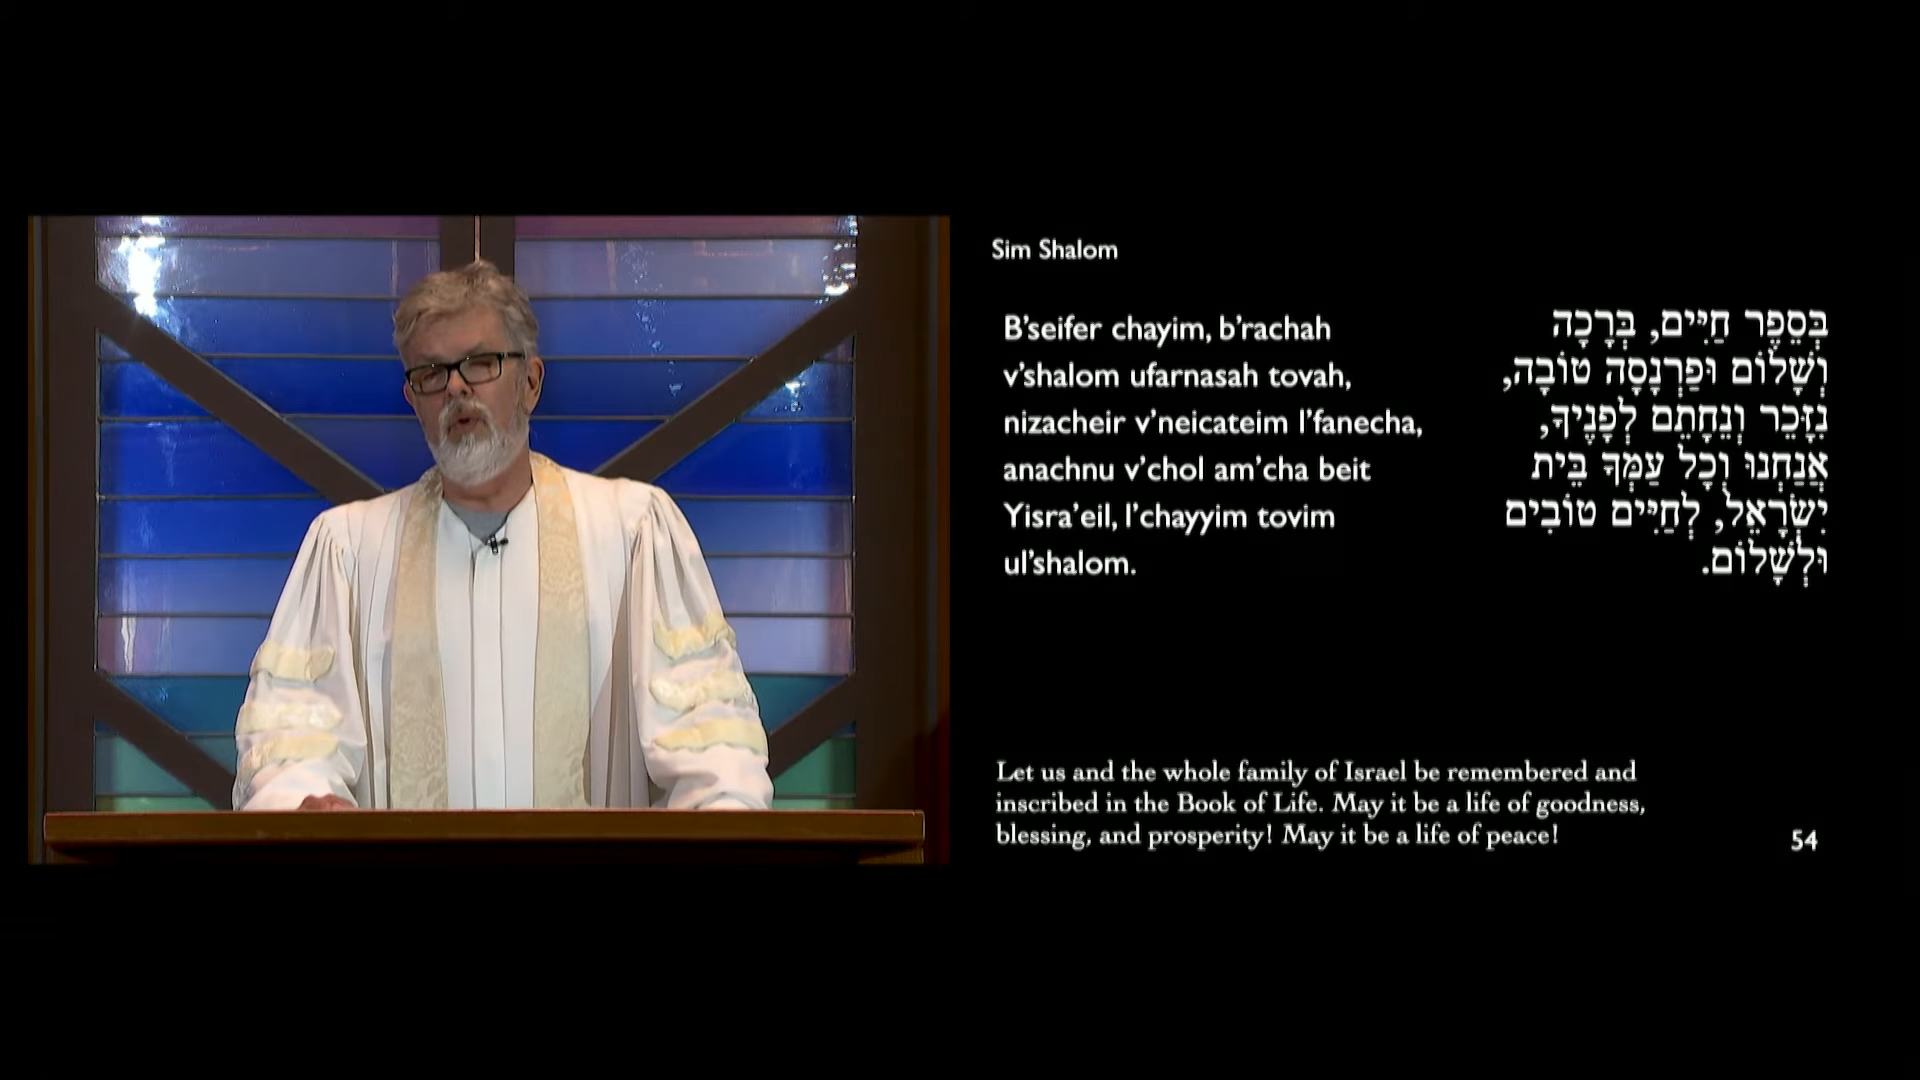 Sim Shalom
B’seifer chayim, b’rachah
v’shalom ufarnasah tovah,
nizacheir v’neicateim l’fanecha,
anachnu v’chol am’cha beit
Yisra’eil, l’chayyim tovim
ul’shalom.
בְּסֵפֶר חַיִּים, בְּרָכָה
וְשָׁלוֹם וּפַרְנָסָה טוֹבָה,
נִזָּכֵר וְנֵחָתֵם לְפָנֶיךָ,
אֲנַחְנוּ וְכָל עַמְּךָ בֵּית
יִשְׂרָאֵל, לְחַיִּים טוֹבִים
וּלְשָׁלוֹם.
Let us and the whole family of Israel be remembered and
inscribed in the Book of Life. May it be a life of goodness,
blessing, and prosperity! May it be a life of peace!
54